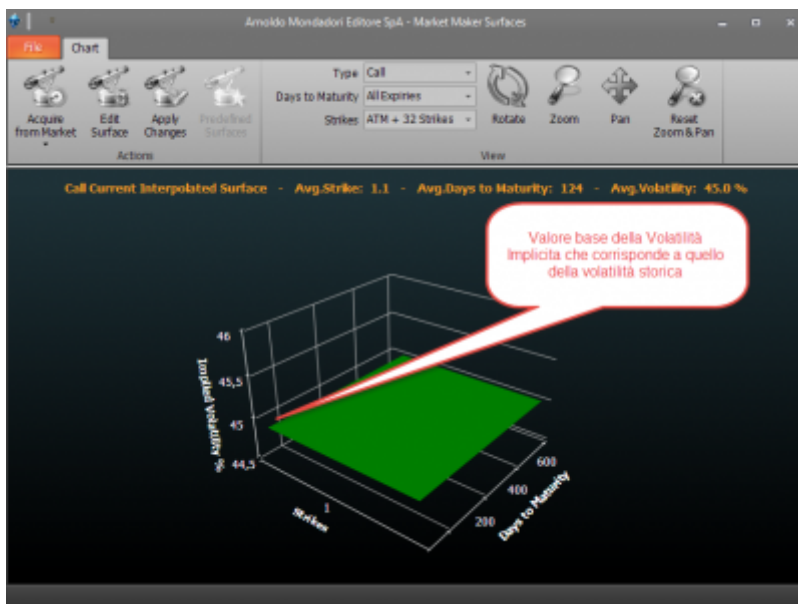 Arnoldo Mondadori Editore SpA - Market Maker Surfaces
File
Chart
Acquire
from Market
Edit
Surface
Apply
Changes
Predefined
Surfaces
Actions
Type Call
Days to Maturity All Expiries
Strikes ATM + 32 Strikes
Rotate
Zoom
Pan
Reset
Zoom & Pan
View
Call Current Interpolated Surface - Avg.Strike: 1.1 - Avg.Days to Maturity: 124 - Avg.Volatility: 45.0 %
Valore base della Volatilità
Implicita che corrisponde a quello
della volatilità storica
46
45,5
45
44,5
Implied Volatility %
1
Strikes
200
400
600
Days to Maturity